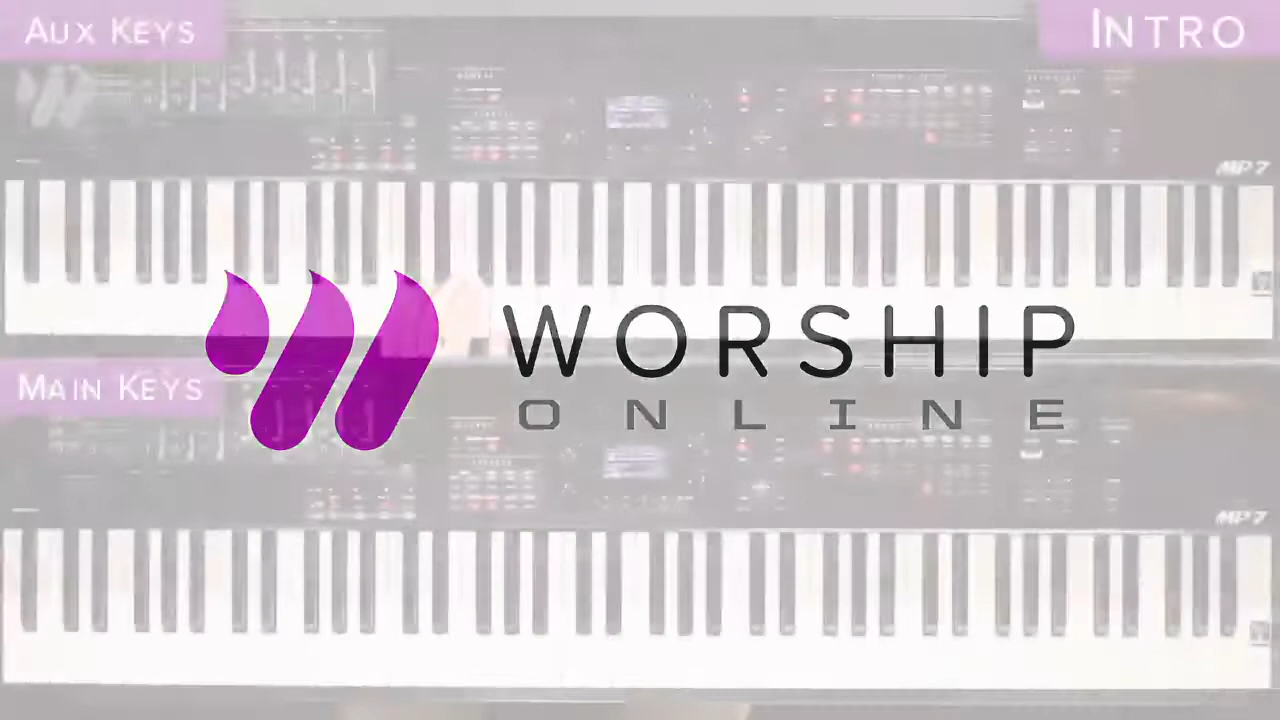 AUX KEYS
INTRO
MP7
WORSHIP
MAIN KEYS
ONLINE
MP7